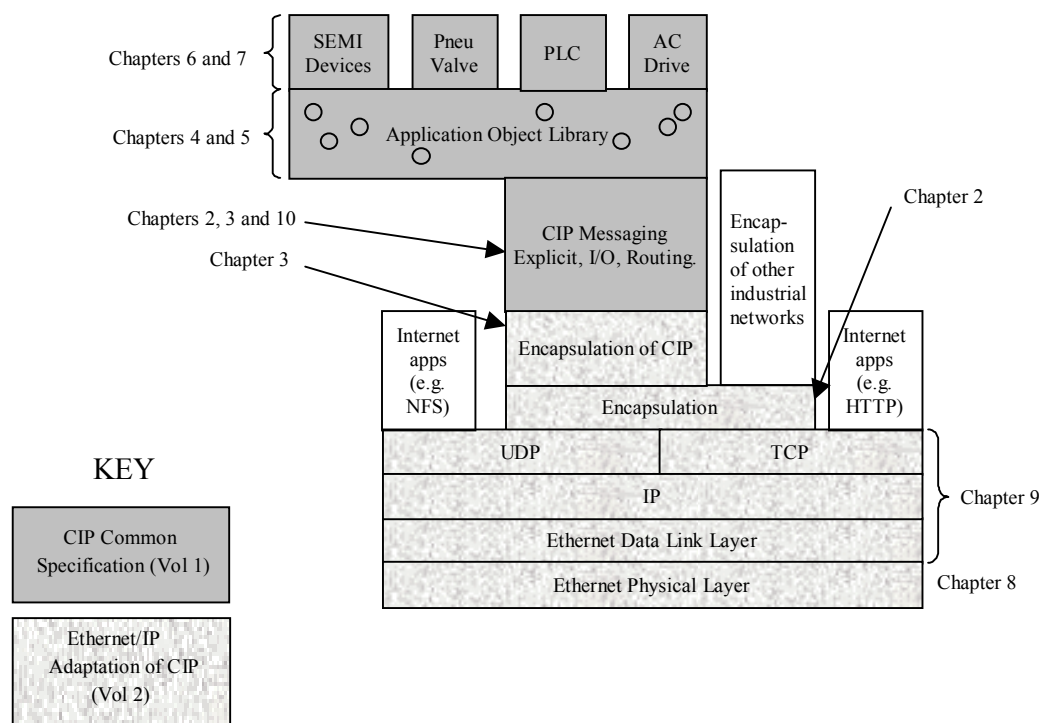 Chapters 6 and 7
SEMI
Devices
Pneu
Valve
PLC
AC
Drive
Chapters 4 and 5
Application Object Library
Chapters 2, 3 and 10
CIP Messaging
Explicit, I/O, Routing.
Encap-
sulation
of other
industrial
networks
Chapter 2
Chapter 3
Internet
apps
(e.g.
NFS)
Encapsulation of CIP
Internet
apps
(e.g.
HTTP)
Encapsulation
UDP
TCP
IP
Ethernet Data Link Layer
Chapter 9
Ethernet Physical Layer
Chapter 8
KEY
CIP Common
Specification (Vol 1)
Ethernet/IP
Adaptation of CIP
(Vol 2)